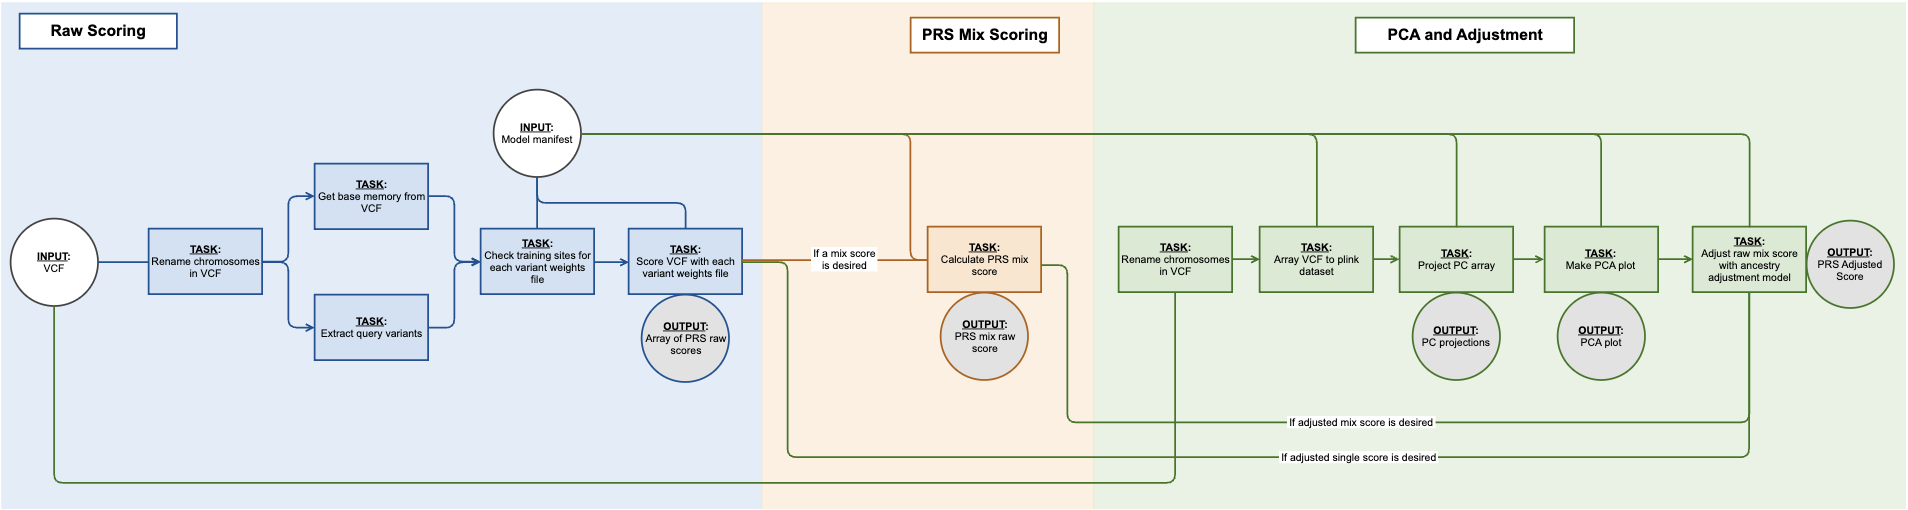 Raw Scoring
PRS Mix Scoring
PCA and Adjustment
INPUT:
Model manifest
INPUT:
VCF
TASK:
Rename chromosomes
in VCF
TASK:
Get base memory from
VCF
TASK:
Extract query variants
TASK:
Check training sites for
each variant weights
file
TASK:
Score VCF with each
variant weights file
OUTPUT:
Array of PRS raw
scores
If a mix score
is desired
TASK:
Calculate PRS mix
score
OUTPUT:
PRS mix raw
score
TASK:
Rename chromosomes
in VCF
TASK:
Array VCF to plink
dataset
TASK:
Project PC array
OUTPUT:
PC projections
TASK:
Make PCA plot
OUTPUT:
PCA plot
TASK:
Adjust raw mix score
with ancestry
adjustment model
OUTPUT:
PRS Adjusted
Score
If adjusted mix score is desired
If adjusted single score is desired